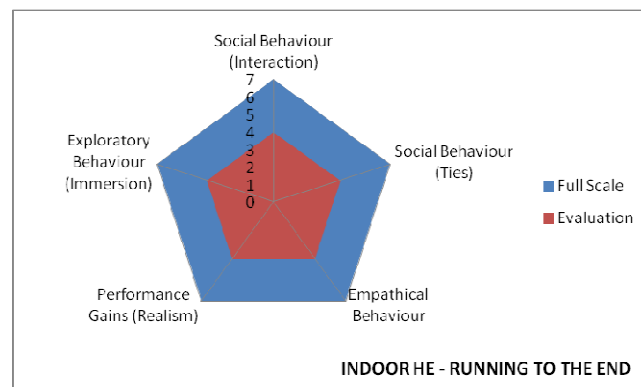 Social Behaviour
(Interaction)
7
6
5
4
3
2
1
0
Exploratory
Behaviour
(Immersion)
Social Behaviour
(Ties)
Full Scale
Evaluation
Performance
Gains (Realism)
Empathical
Behaviour
INDOOR HE - RUNNING TO THE END